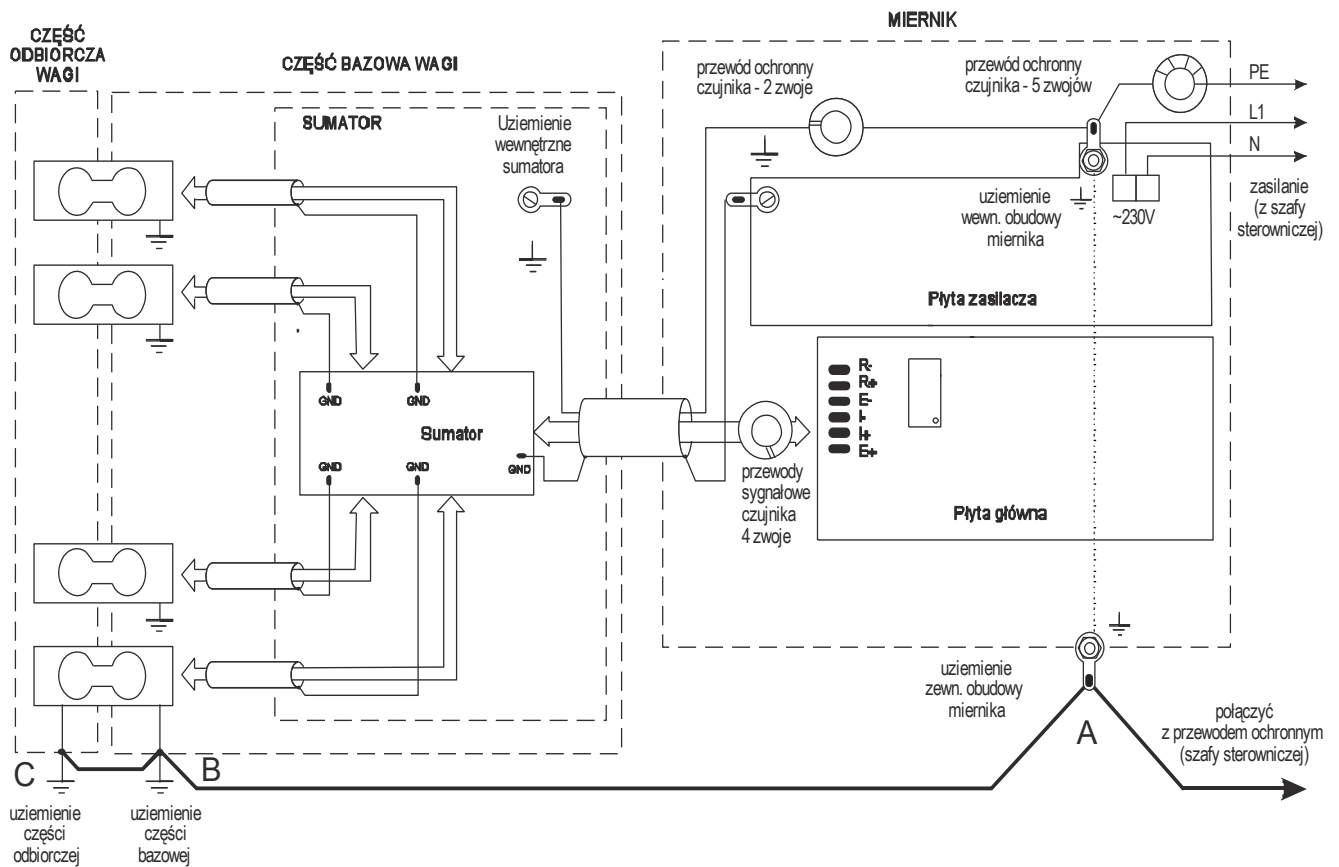 MIERNIK
CZĘŚĆ
ODBIORCZA
WAGI
CZĘŚĆ BAZOWA WAGI
SUMATOR
Uziemienie
wewnętrzne
sumatora
przewód ochronny
czujnika - 2 zwoje
przewód ochronny
czujnika - 5 zwojów
PE
L1
N
zasilanie
(z szafy
sterowniczej)
~230V
uziemienie
wewn. obudowy
miernika
Płyta zasilacza
R-
R+
E-
I-
I+
E+
Płyta główna
GND
GND
Sumator
GND
GND
GND
przewody
sygnałowe
czujnika
4 zwoje
uziemienie
zewn. obudowy
miernika
A
połączyć
z przewodem ochronnym
(szafy sterowniczej)
C
B
uziemienie
części
odbiorczej
uziemienie
części
bazowej